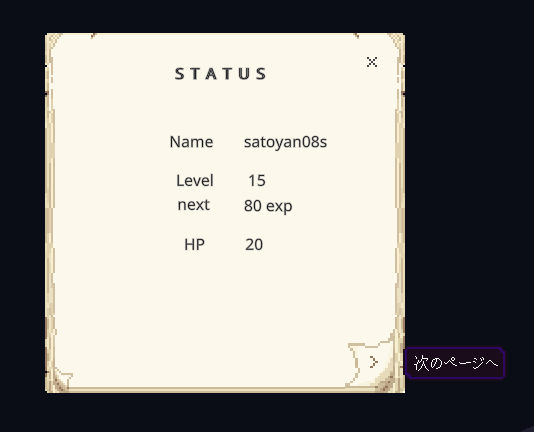 STATUS
Name satoyan08s
Level 15
next 80 exp
HP 20
次のページへ